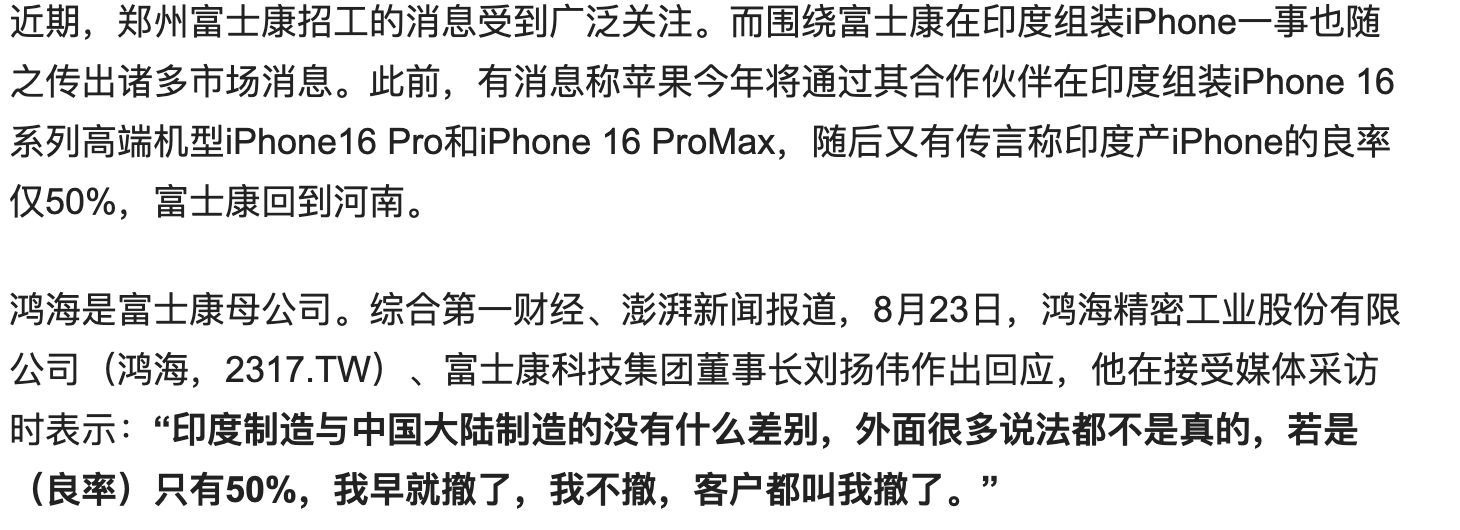 近期，郑州富士康招工的消息受到广泛关注。而围绕富士康在印度组装iPhone一事也随
之传出诸多市场消息。此前，有消息称苹果今年将通过其合作伙伴在印度组装iPhone 16
系列高端机型iPhone16 Pro和iPhone 16 ProMax，随后又有传言称印度产iPhone的良率
仅50%，富士康回到河南。
鸿海是富士康母公司。综合第一财经、澎湃新闻报道，8月23日，鸿海精密工业股份有限
公司（鸿海，2317.TW）、富士康科技集团董事长刘扬伟作出回应，他在接受媒体采访
时表示：“印度制造与中国大陆制造的没有什么差别，外面很多说法都不是真的，若是
（良率）只有50%，我早就撤了，我不撤，客户都叫我撤了。”